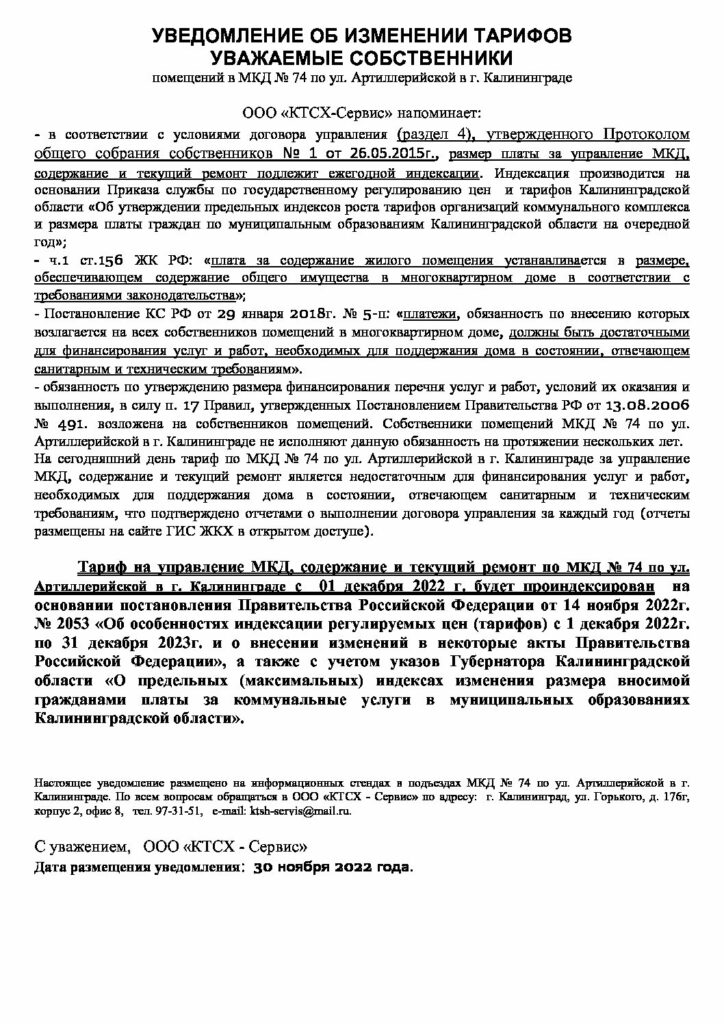 УВЕДОМЛЕНИЕ ОБ ИЗМЕНЕНИИ ТАРИФОВ
УВАЖАЕМЫЕ СОБСТВЕННИКИ
помещений в МКД № 74 по ул. Артиллерийской в г. Калининграде
ООО «КТСХ-Сервис» напоминает:
- в соответствии с условиями договора управления (раздел 4), утвержденного Протоколом
общего собрания собственников № 1 от 26.05.2015г., размер платы за управление МКД,
содержание и текущий ремонт подлежит ежегодной индексации. Индексация производится на
основании Приказа службы по государственному регулированию цен и тарифов Калининградской
области «Об утверждении предельных индексов роста тарифов организаций коммунального комплекса
и размера платы граждан по муниципальным образованиям Калининградской области на очередной
год»;
- ч.1 ст.156 ЖК РФ: «плата за содержание жилого помещения устанавливается в размере,
обеспечивающем содержание общего имущества в многоквартирном доме в соответствии с
требованиями законодательства»;
- Постановление КС РФ от 29 января 2018г. № 5-п: «платежи, обязанность по внесению которых
возлагается на всех собственников помещений в многоквартирном доме, должны быть достаточными
для финансирования услуг и работ, необходимых для поддержания дома в состоянии, отвечающем
санитарным и техническим требованиям».
- обязанность по утверждению размера финансирования перечня услуг и работ, условий их оказания и
выполнения, в силу п. 17 Правил, утвержденных Постановлением Правительства РФ от 13.08.2006
№ 491. возложена на собственников помещений. Собственники помещений МКД № 74 по ул.
Артиллерийской в г. Калининграде не исполняют данную обязанность на протяжении нескольких лет.
На сегодняшний день тариф по МКД № 74 по ул. Артиллерийской в г. Калининграде за управление
МКД, содержание и текущий ремонт является недостаточным для финансирования услуг и работ,
необходимых для поддержания дома в состоянии, отвечающем санитарным и техническим
требованиям, что подтверждено отчетами о выполнении договора управления за каждый год (отчеты
размещены на сайте ГИС ЖКХ в открытом доступе).
Тариф на управление МКД, содержание и текущий ремонт по МКД № 74 по ул.
Артиллерийской в г. Калининграде с 01 декабря 2022 г. будет проиндексирован на
основании постановления Правительства Российской Федерации от 14 ноября 2022г.
№ 2053 «Об особенностях индексации регулируемых цен (тарифов) с 1 декабря 2022г.
по 31 декабря 2023г. и о внесении изменений в некоторые акты Правительства
Российской Федерации», а также с учетом указов Губернатора Калининградской
области «О предельных (максимальных) индексах изменения размера вносимой
гражданами платы за коммунальные услуги в муниципальных образованиях
Калининградской области».
Настоящее уведомление размещено на информационных стендах в подъездах МКД № 74 по ул. Артиллерийской в г.
Калининграде. По всем вопросам обращаться в ООО «КТСХ - Сервис» по адресу: г. Калининград, ул. Горького, д. 176г,
корпус 2, офис 8, тел. 97-31-51, e-mail: ktsh-servis@mail.ru.
С уважением, ООО «КТСХ - Сервис»
Дата размещения уведомления: 30 ноября 2022 года.